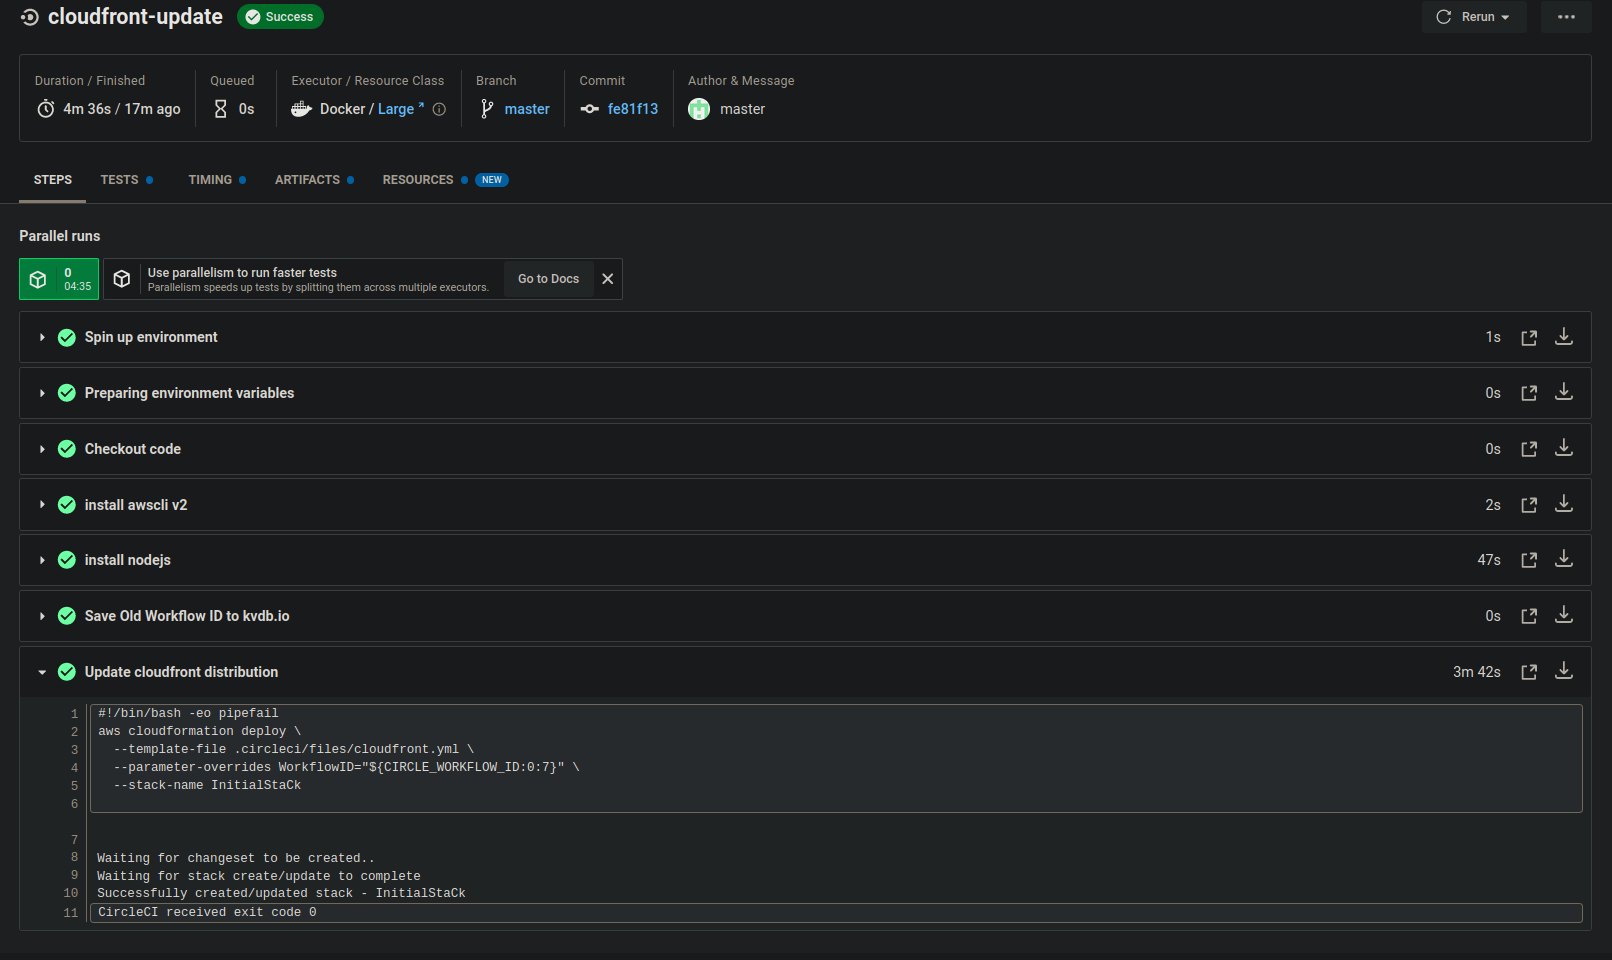 cloudfront-update
Success
Rerun
Duration / Finished
4m 36s / 17m ago
Queued
0s
Executor / Resource Class
Docker / Large
Branch
master
Commit
fe81f13
Author & Message
master
STEPS
TESTS
TIMING
ARTIFACTS
RESOURCES
NEW
Parallel runs
0
04:35
Use parallelism to run faster tests
Parallelism speeds up tests by splitting them across multiple executors.
Go to Docs
Spin up environment 1s
Preparing environment variables 0s
Checkout code 0s
install awscli v2 2s
install nodejs 47s
Save Old Workflow ID to kvdb.io 0s
Update cloudfront distribution 3m 42s
1 #!/bin/bash -eo pipefail
2 aws cloudformation deploy \
3   --template-file .circleci/files/cloudfront.yml \
4   --parameter-overrides WorkflowID="${CIRCLE_WORKFLOW_ID:0:7}" \
5   --stack-name InitialStaCk
6
7
8 Waiting for changeset to be created..
9 Waiting for stack create/update to complete
10 Successfully created/updated stack - InitialStaCk
11 CircleCI received exit code 0